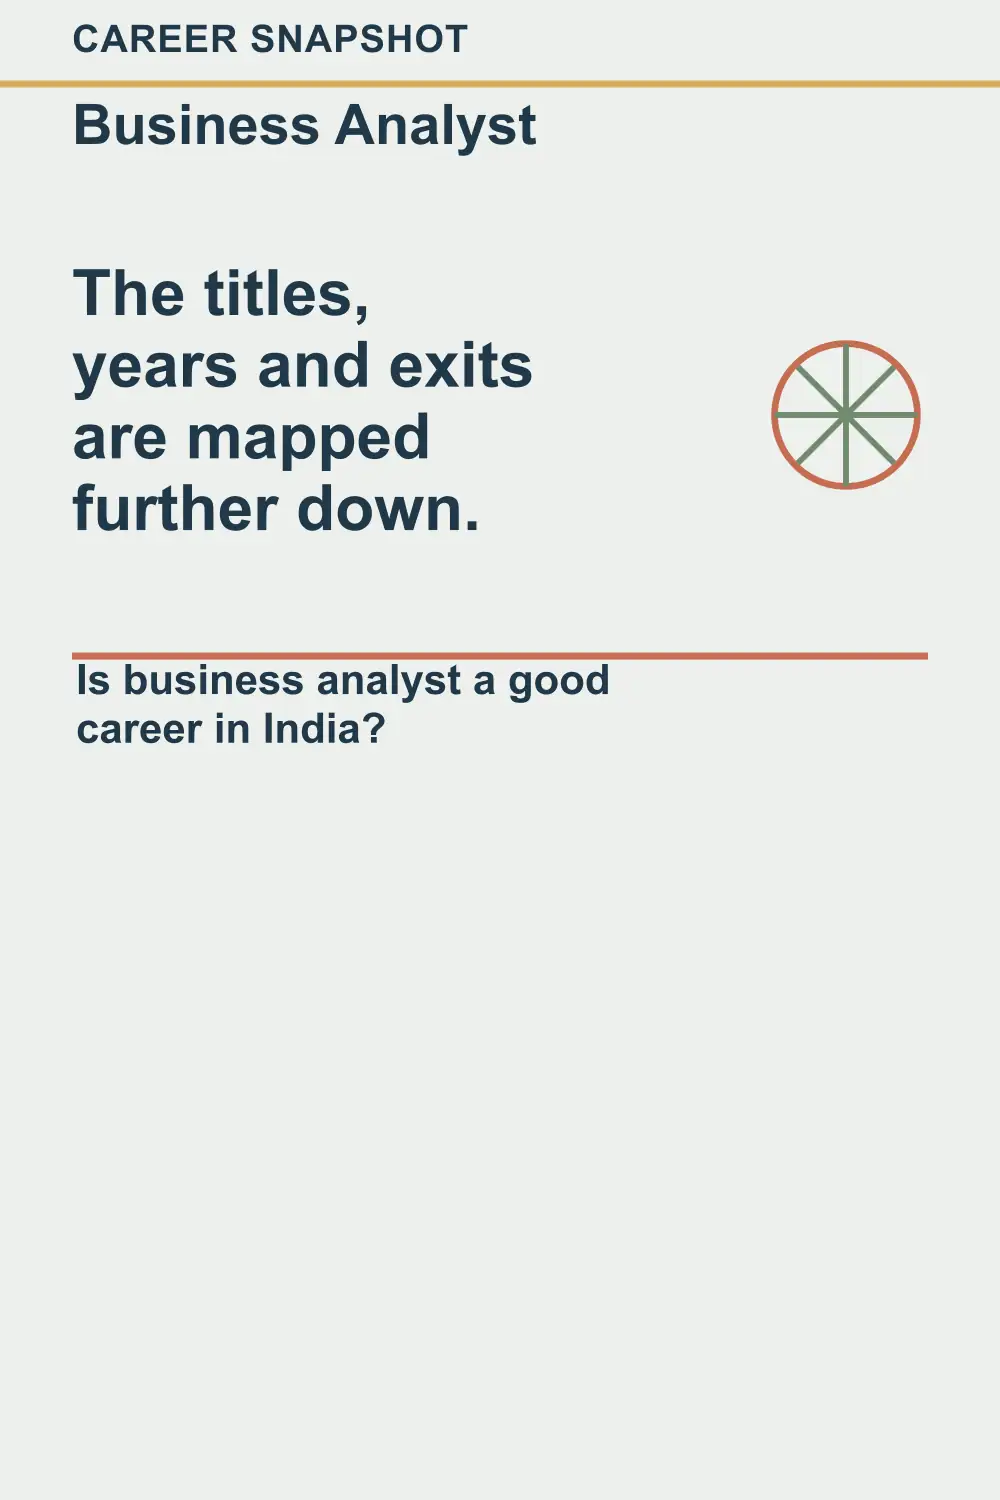 CAREER SNAPSHOT
Business Analyst
The titles,
years and exits
are mapped
further down.
Is business analyst a good
career in India?